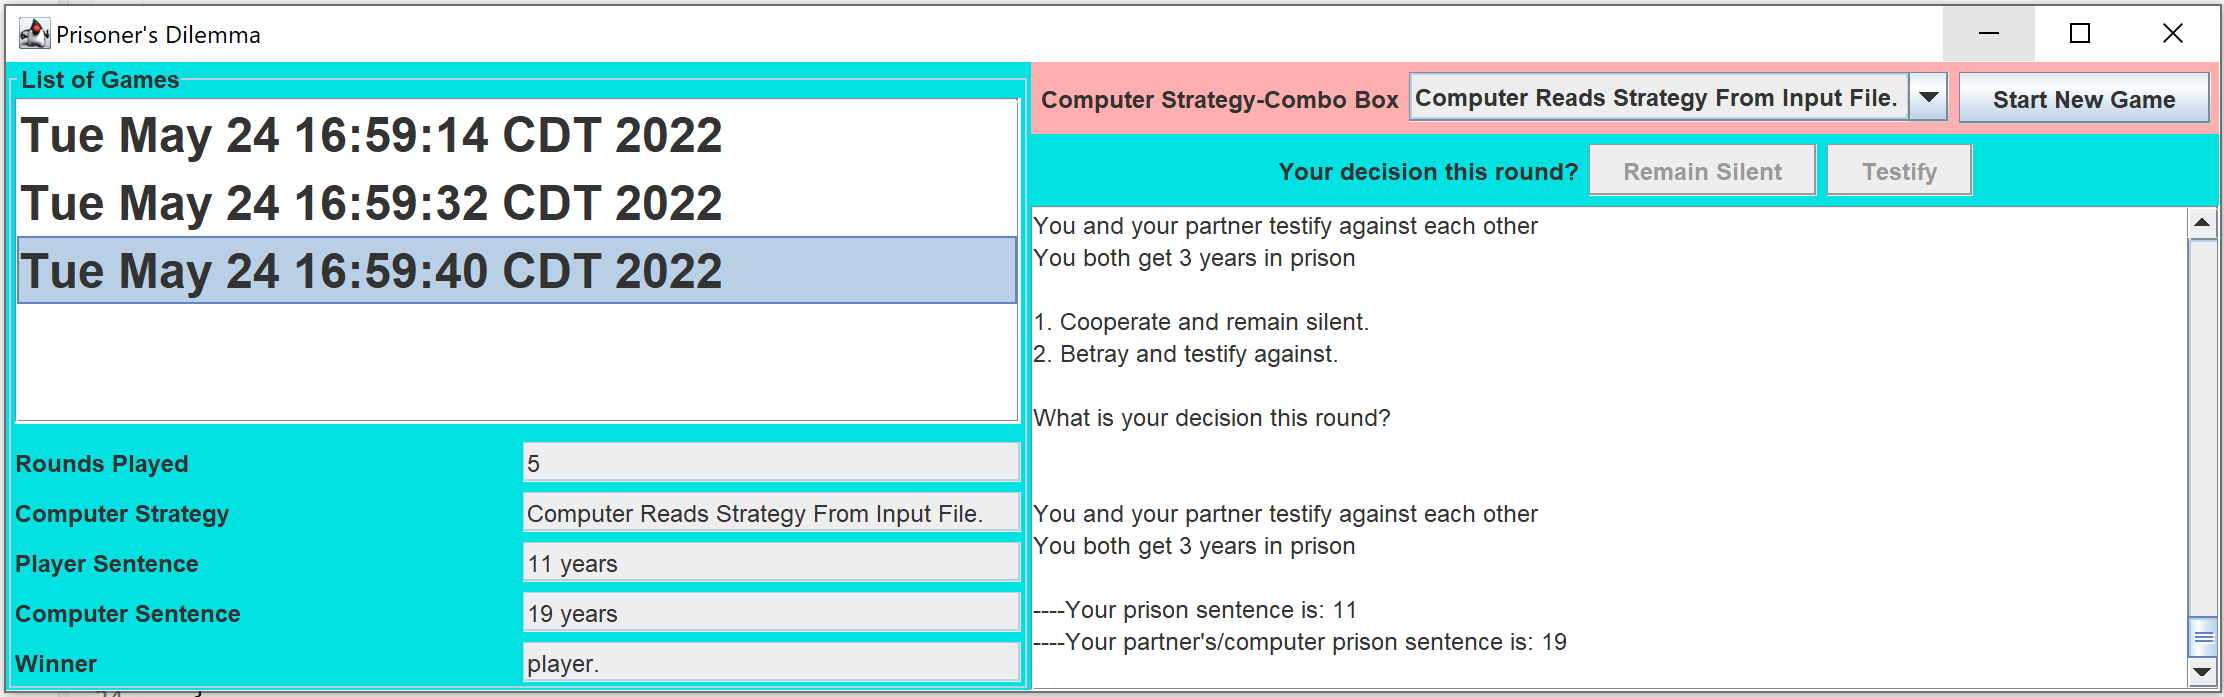 Prisoner's Dilemma
List of Games
Tue May 24 16:59:14 CDT 2022
Tue May 24 16:59:32 CDT 2022
Tue May 24 16:59:40 CDT 2022
Rounds Played 5
Computer Strategy Computer Reads Strategy From Input File.
Player Sentence 11 years
Computer Sentence 19 years
Winner player.
Computer Strategy-Combo Box Computer Reads Strategy From Input File. Start New Game
Your decision this round? Remain Silent Testify
You and your partner testify against each other
You both get 3 years in prison
1. Cooperate and remain silent.
2. Betray and testify against.
What is your decision this round?
You and your partner testify against each other
You both get 3 years in prison
----Your prison sentence is: 11
----Your partner's/computer prison sentence is: 19